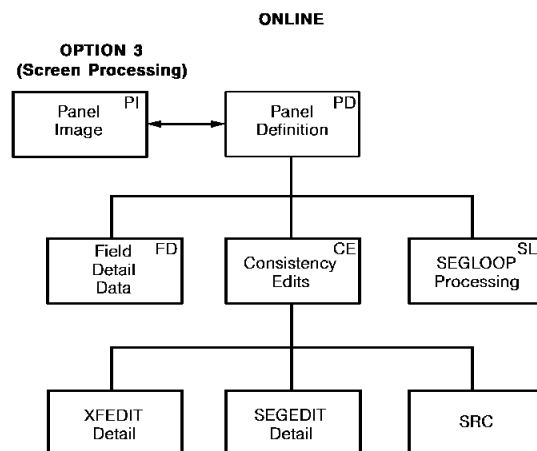 ONLINE
OPTION 3
(Screen Processing)
PI
Panel
Image
PD
Panel
Definition
FD
Field
Detail
Data
CE
Consistency
Edits
SL
SEGLOOP
Processing
XFEDIT
Detail
SEGEDIT
Detail
SRC